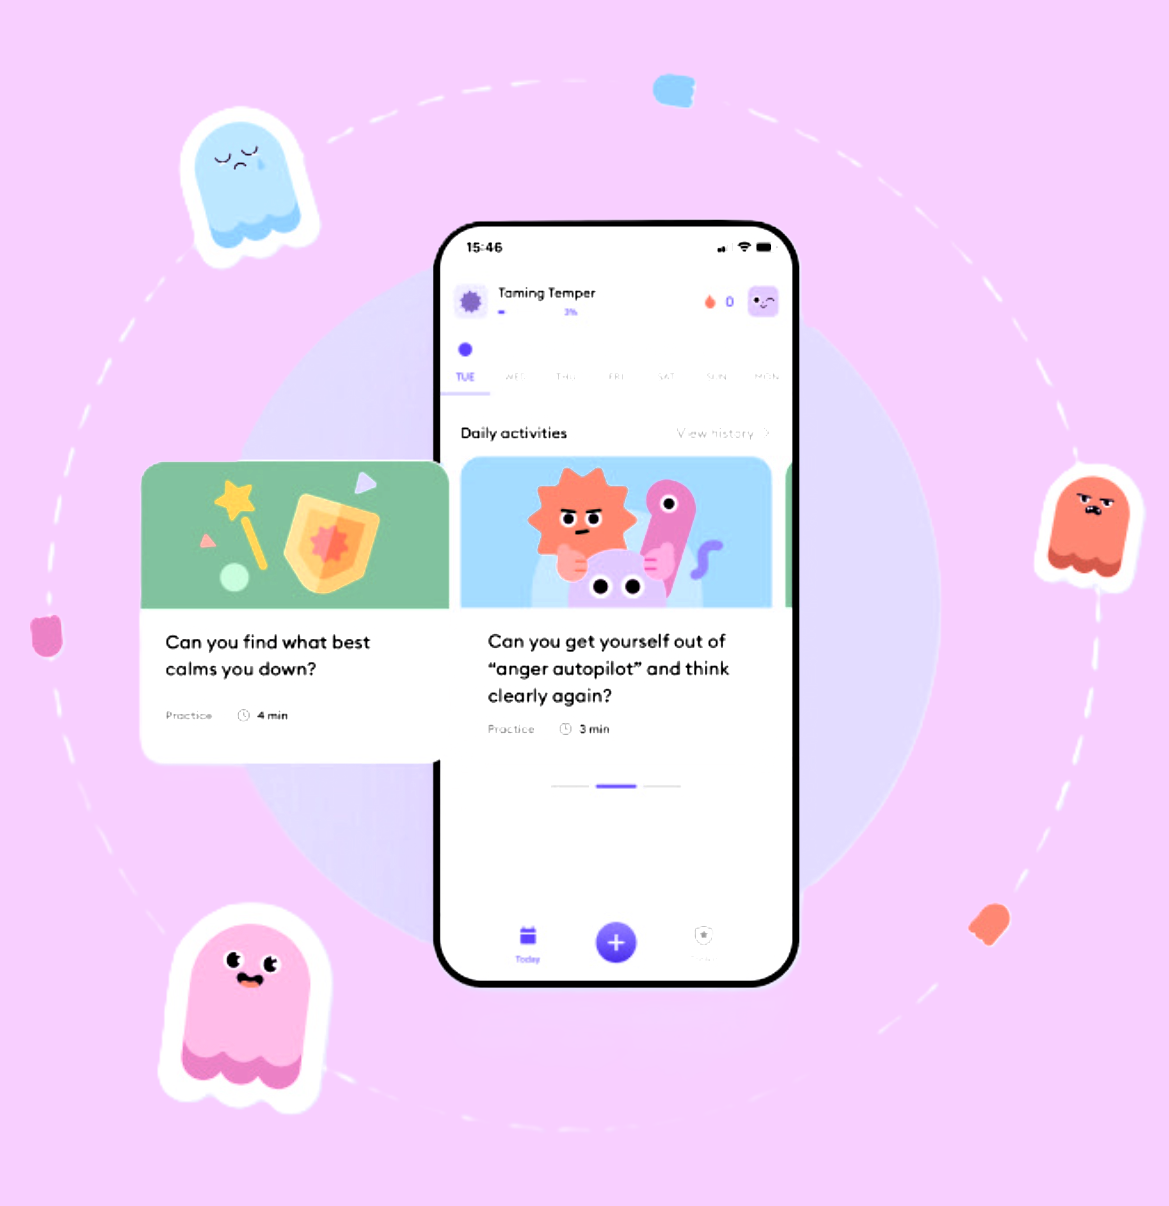 15:46
Taming Temper
3%
0
TUE WED THU FRI SAT SUN MON
Daily activities
View history
Can you find what best
calms you down?
Practice 4 min
Can you get yourself out of
“anger autopilot” and think
clearly again?
Practice 3 min
Today